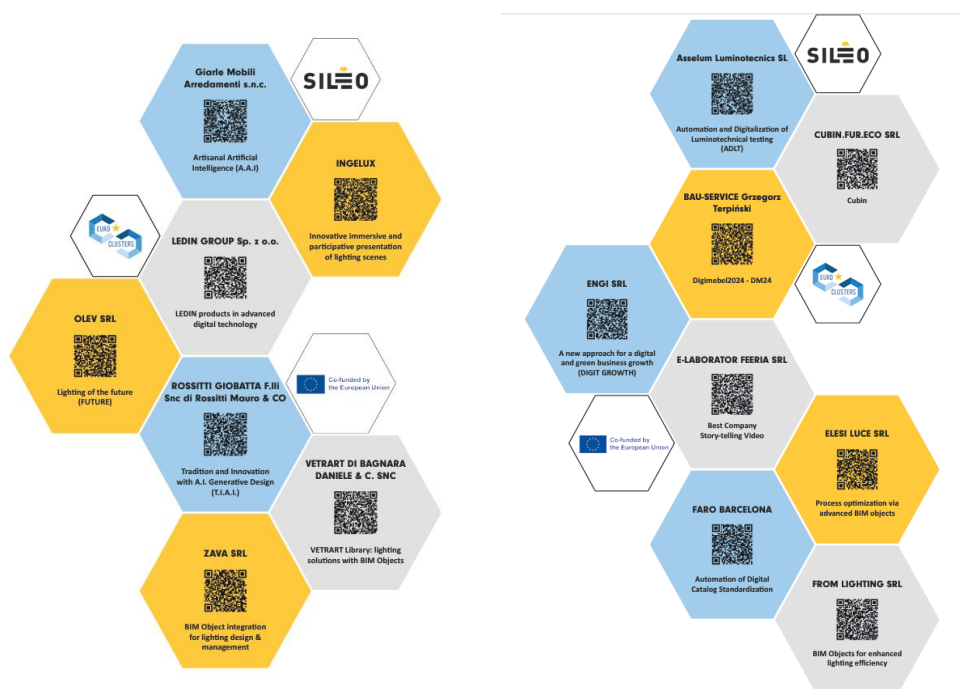 Giarle Mobili
Arredamenti s.n.c.
Artisanal Artificial
Intelligence (A.A.I)
SILEO
INGELUX
Innovative immersive and
participative presentation
of lighting scenes
EURO
CLUSTERS
LEDIN GROUP Sp. z o.o.
LEDIN products in advanced
digital technology
OLEV SRL
Lighting of the future
(FUTURE)
ROSSITTI GIOBATTA F.lli
Snc di Rossitti Mauro & CO
Tradition and Innovation
with A.I. Generative Design
(T.I.A.I.)
Co-funded by
the European Union
VETRART DI BAGNARA
DANIELE & C. SNC
VETRART Library: lighting
solutions with BIM Objects
ZAVA SRL
BIM Object integration
for lighting design &
management
Asselum Luminotecnics SL
Automation and Digitalization of
Luminotechnical testing
(ADLT)
SILEO
CUBIN.FUR.ECO SRL
Cubin
BAU-SERVICE Grzegorz
Terpiński
Digimebel2024 - DM24
EURO
CLUSTERS
ENGI SRL
A new approach for a digital
and green business growth
(DIGIT GROWTH)
E-LABORATOR FEERIA SRL
Best Company
Story-telling Video
Co-funded by
the European Union
ELESI LUCE SRL
Process optimization via
advanced BIM objects
FARO BARCELONA
Automation of Digital
Catalog Standardization
FROM LIGHTING SRL
BIM Objects for enhanced
lighting efficiency